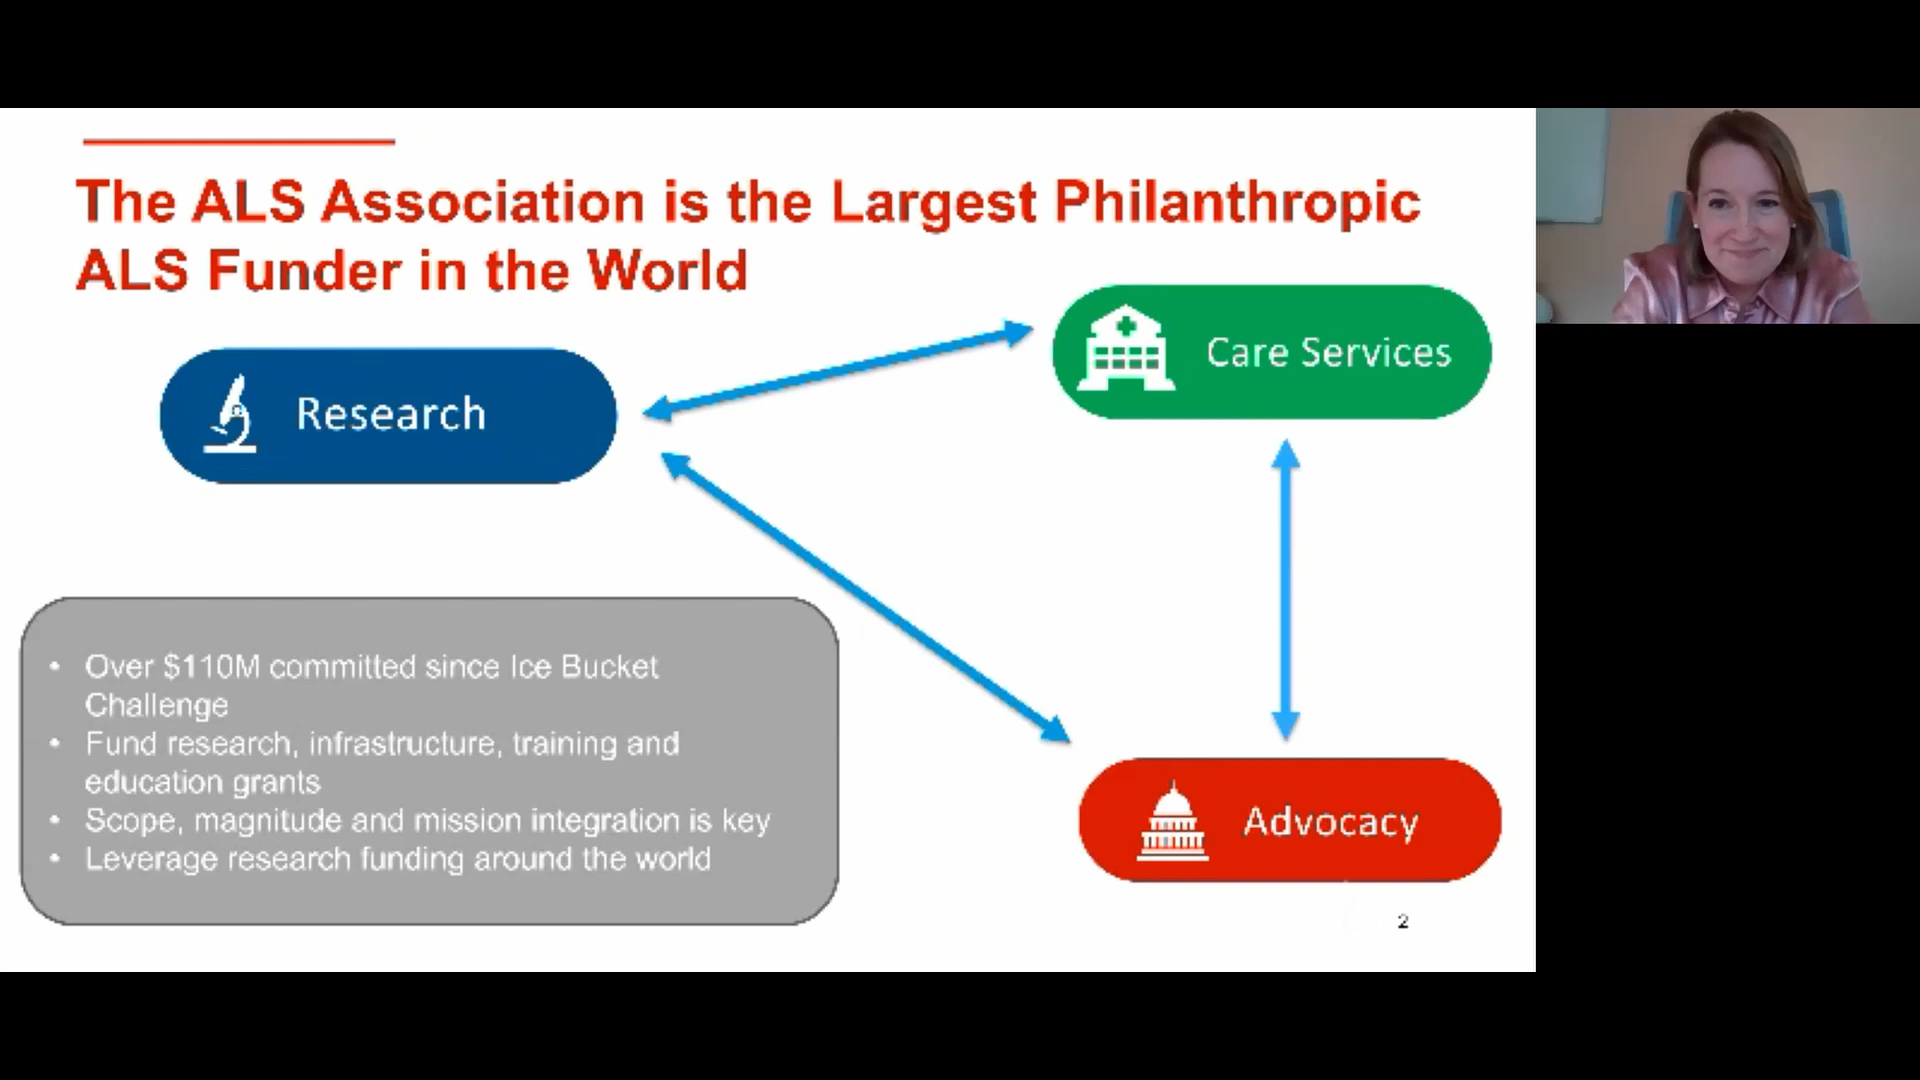 The ALS Association is the Largest Philanthropic
ALS Funder in the World
Care Services
Research
• Over $110M committed since Ice Bucket
Challenge
• Fund research, infrastructure, training and
education grants
• Scope, magnitude and mission integration is key
• Leverage research funding around the world
Advocacy
2